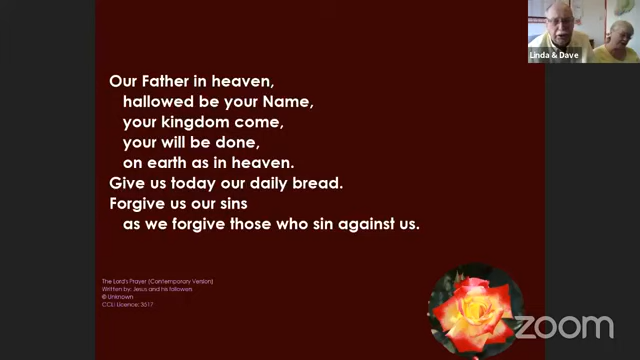 Linda & Dave
Our Father in heaven,
hallowed be your Name,
your kingdom come,
your will be done,
on earth as in heaven.
Give us today our daily bread.
Forgive us our sins
as we forgive those who sin against us.
The Lord's Prayer (Contemporary Version)
Written by: Jesus and his followers
© Unknown
CCLI Licence: 3517
zoom